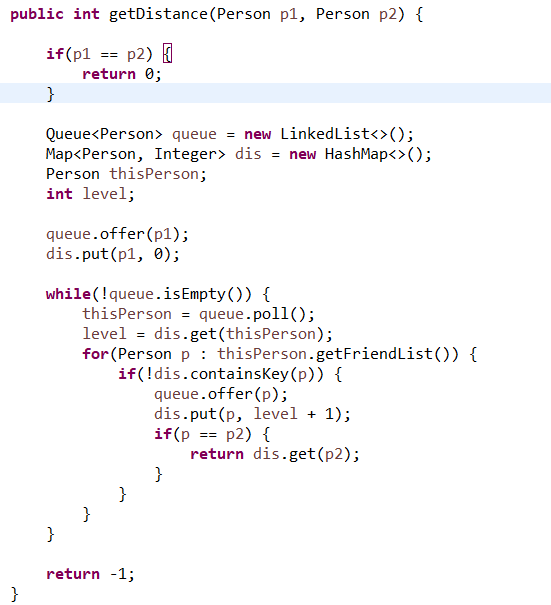 public int getDistance(Person p1, Person p2) {
if(p1 == p2) {
return 0;
}
Queue<Person> queue = new LinkedList<>();
Map<Person, Integer> dis = new HashMap<>();
Person thisPerson;
int level;
queue.offer(p1);
dis.put(p1, 0);
while(!queue.isEmpty()) {
thisPerson = queue.poll();
level = dis.get(thisPerson);
for(Person p : thisPerson.getFriendList()) {
if(!dis.containsKey(p)) {
queue.offer(p);
dis.put(p, level + 1);
if(p == p2) {
return dis.get(p2);
}
}
}
}
return -1;
}